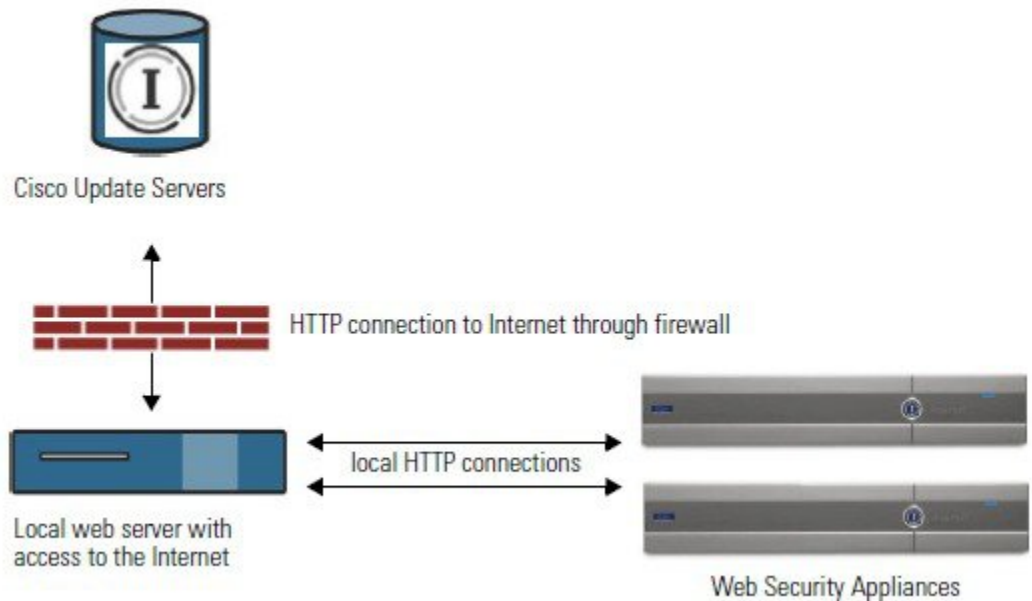 I
Cisco Update Servers
HTTP connection to Internet through firewall
local HTTP connections
Local web server with
access to the Internet
I
I
Web Security Appliances